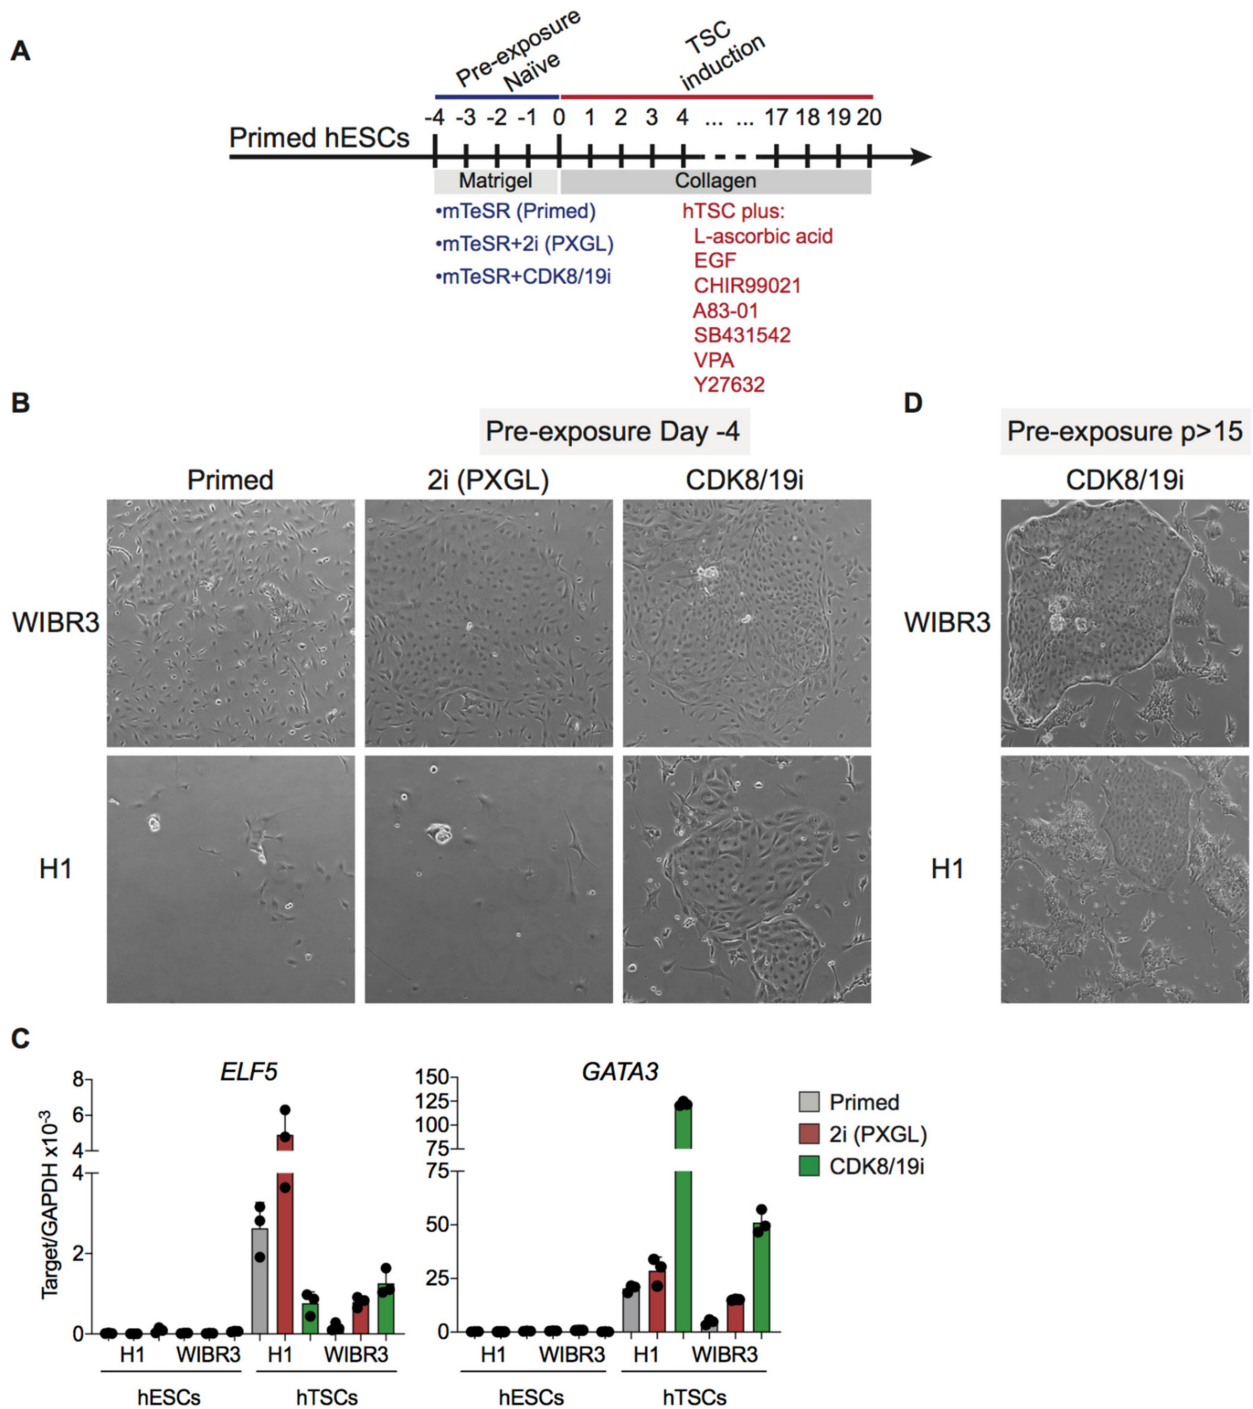 A
Pre-exposure
Naïve
TSC
induction
-4 -3 -2 -1 0 1 2 3 4 ... ... 17 18 19 20
Primed hESCs
Matrigel
Collagen
•mTeSR (Primed)
•mTeSR+2i (PXGL)
•mTeSR+CDK8/19i
hTSC plus:
L-ascorbic acid
EGF
CHIR99021
A83-01
SB431542
VPA
Y27632
B
Pre-exposure Day -4
Primed
2i (PXGL)
CDK8/19i
WIBR3
H1
D
Pre-exposure p>15
CDK8/19i
WIBR3
H1
C
ELF5
Target/GAPDH x10-3
8
6
4
4
2
0
H1 WIBR3 H1 WIBR3
hESCs hTSCs
GATA3
150
125
100
75
75
50
25
0
H1 WIBR3 H1 WIBR3
hESCs hTSCs
Primed
2i (PXGL)
CDK8/19i